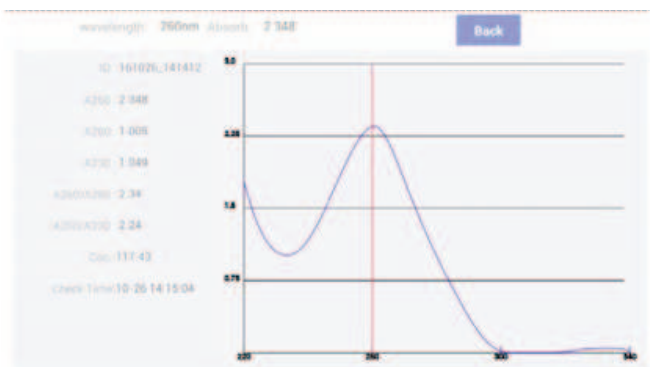 wavelength: 260nm Absorb: 2.348
Back
ID: 161026_141412
A260: 2.348
A280: 1.005
A230: 1.049
A260/A280: 2.34
A260/A230: 2.24
Con.: 117.43
Check Time: 10-26 14:15:04
3.0
2.25
1.5
0.75
220 260 300 340